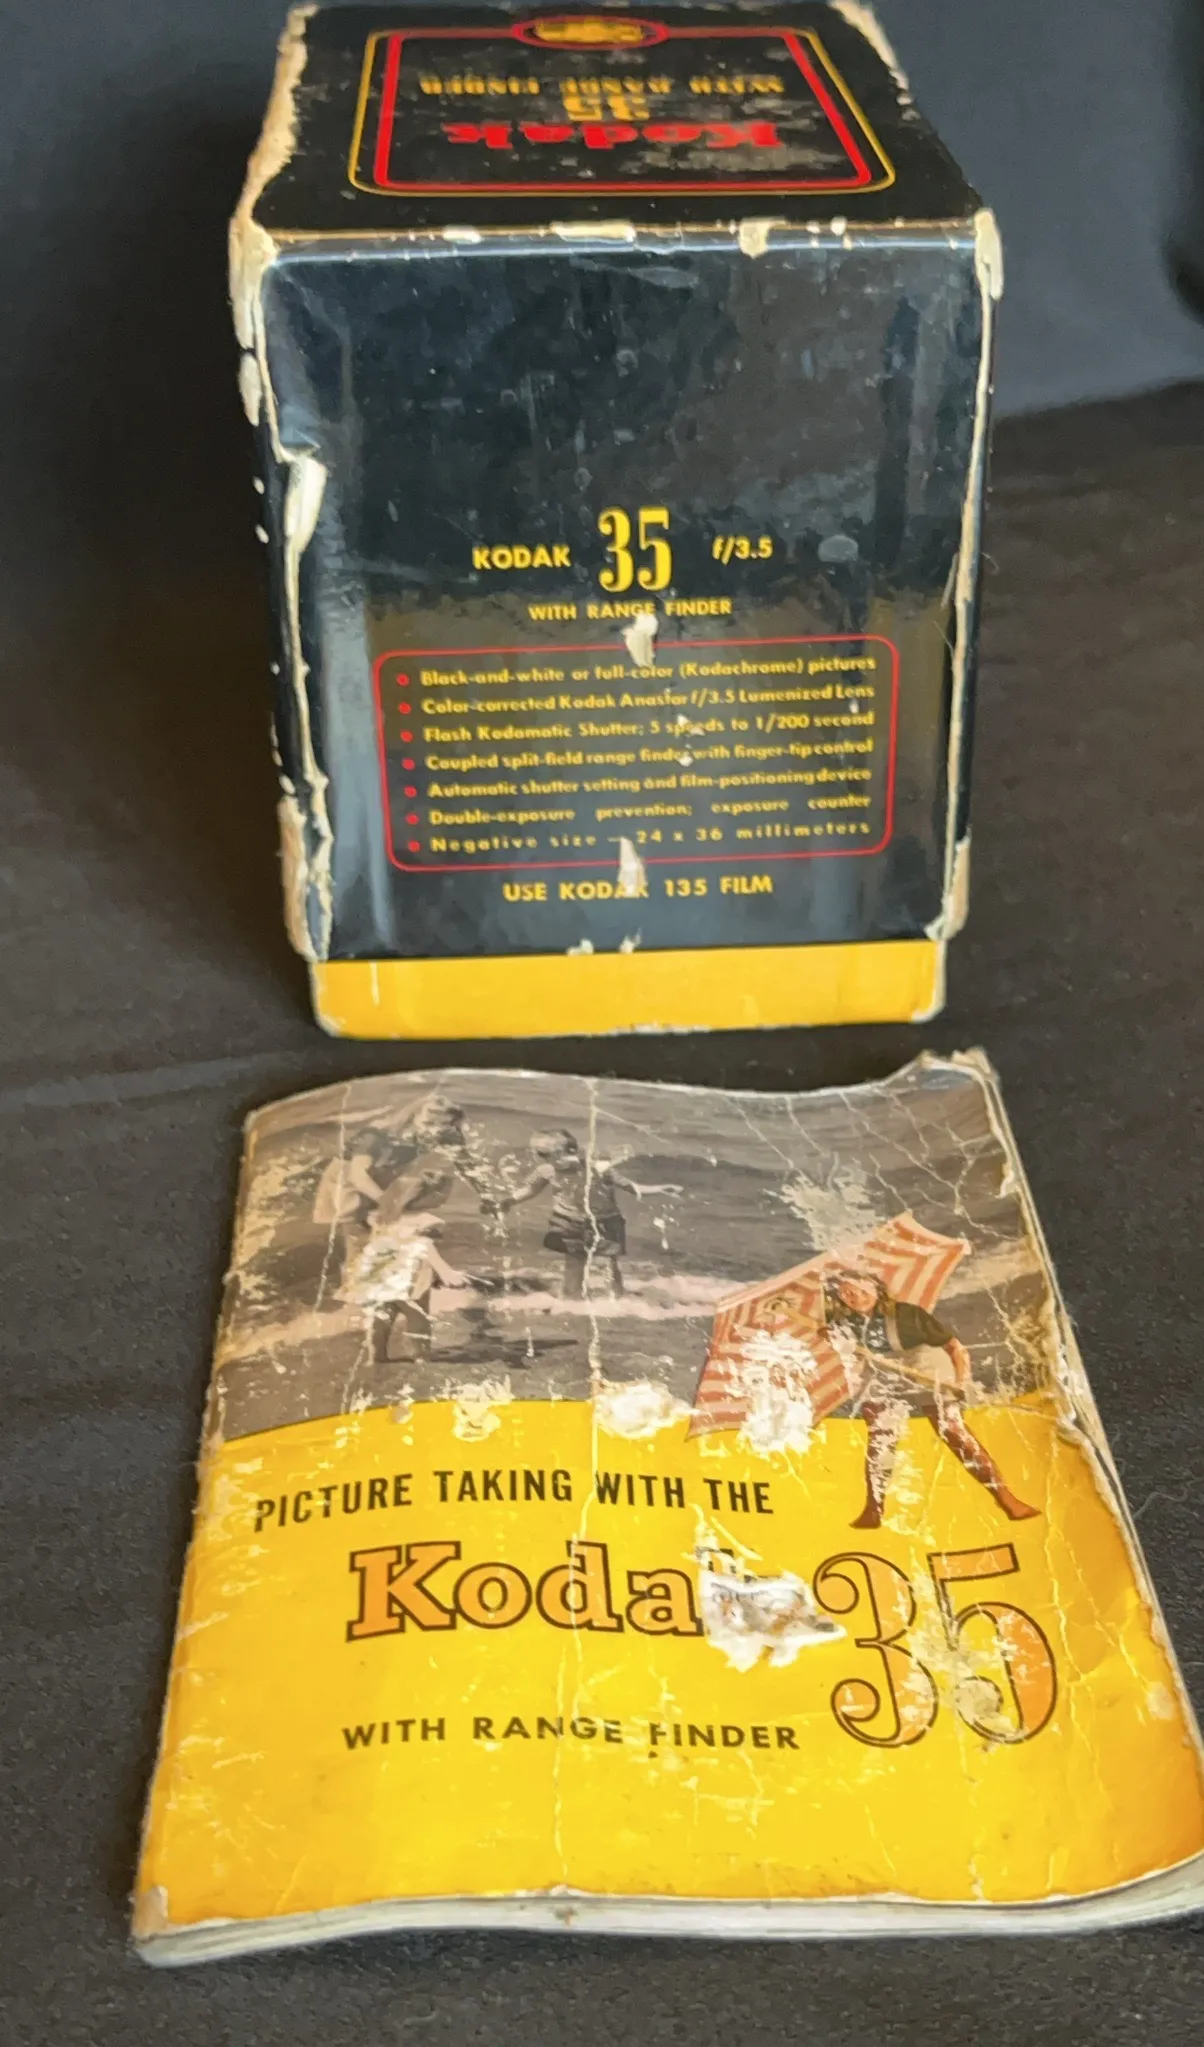 Kodak
35
WITH RANGE FINDER
KODAK 35 f/3.5
WITH RANGE FINDER
Black-and-white or full-color (Kodachrome) pictures
Color-corrected Kodak Anastar f/3.5 Lumenized Lens
Flash Kodamatic Shutter; 5 speeds to 1/200 second
Coupled split-field range finder with finger-tip control
Automatic shutter setting and film-positioning device
Double-exposure prevention; exposure counter
Negative size — 24 x 36 millimeters
USE KODAK 135 FILM
PICTURE TAKING WITH THE
Kodak 35
WITH RANGE FINDER